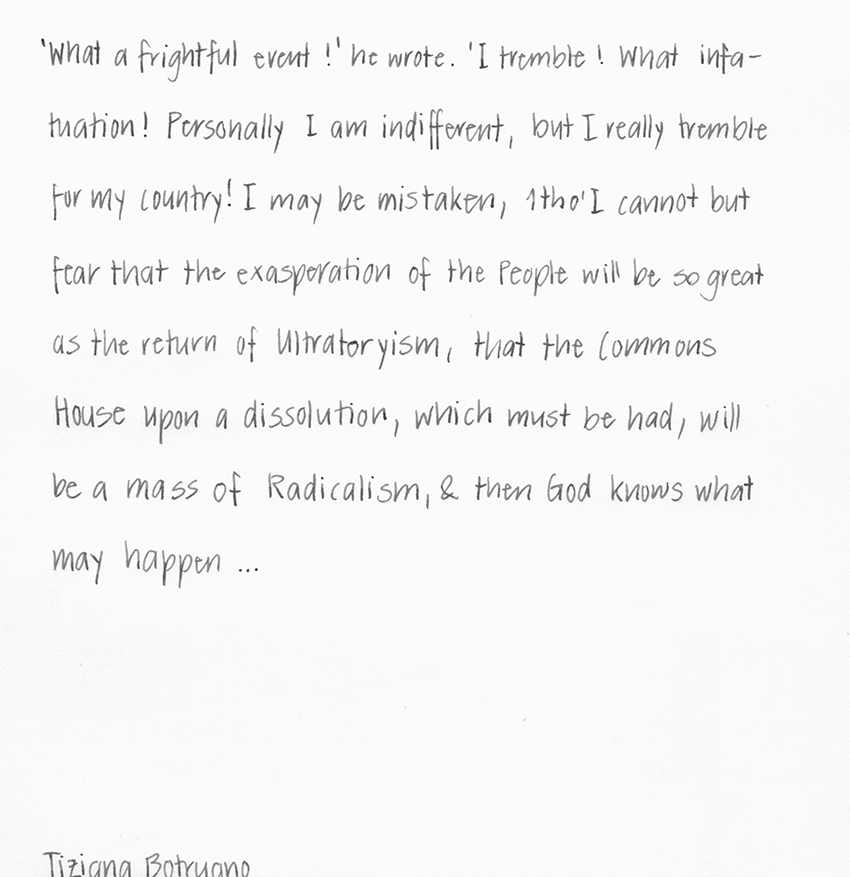 'What a frightful event!' he wrote. 'I tremble! What infa-
tuation! Personally I am indifferent, but I really tremble
for my country! I may be mistaken, 1tho'I cannot but
fear that the exasperation of the People will be so great
as the return of Ultratoryism, that the Commons
House upon a dissolution, which must be had, will
be a mass of Radicalism, & then God knows what
may happen ...
Tiziana Botruano